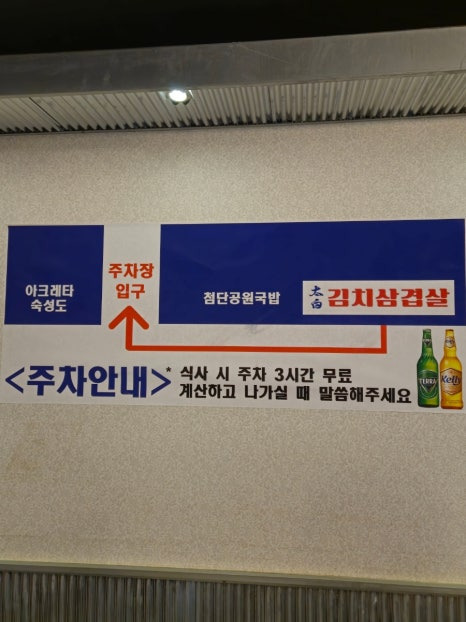 아크레타
숙성도
주차장
입구
첨단공원국밥
太白
김치삼겹살
<주차안내>
* 식사 시 주차 3시간 무료
계산하고 나가실 때 말씀해주세요
TERRA
Kelly